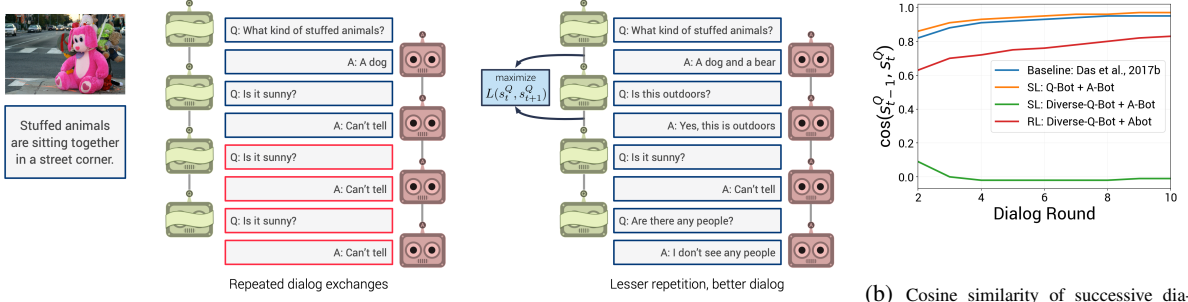 Stuffed animals
are sitting together
in a street corner.
Q: What kind of stuffed animals?
A: A dog
Q: Is it sunny?
A: Can't tell
Q: Is it sunny?
A: Can't tell
Q: Is it sunny?
A: Can't tell
Repeated dialog exchanges
maximize
L(s_t^Q, s_{t+1}^Q)
Q: What kind of stuffed animals?
A: A dog and a bear
Q: Is this outdoors?
A: Yes, this is outdoors
Q: Is it sunny?
A: Can't tell
Q: Are there any people?
A: I don't see any people
Lesser repetition, better dialog
cos(s_{t-1}^Q, s_t^Q)
1.0
0.8
0.6
0.4
0.2
0.0
Baseline: Das et al., 2017b
SL: Q-Bot + A-Bot
SL: Diverse-Q-Bot + A-Bot
RL: Diverse-Q-Bot + Abot
2 4 6 8 10
Dialog Round
(b) Cosine similarity of successive dia-